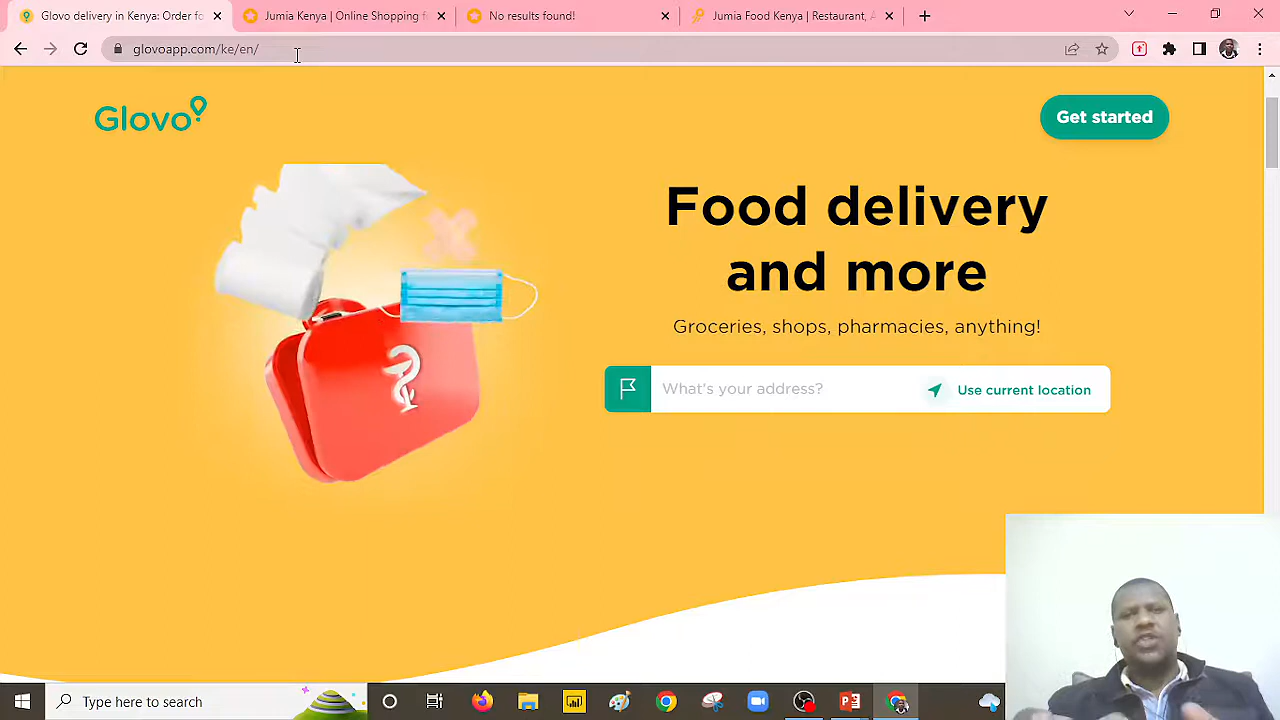 Glovo delivery in Kenya: Order fo
Jumia Kenya | Online Shopping f
No results found!
Jumia Food Kenya | Restaurant, A
glovoapp.com/ke/en/
Glovo
Get started
Food delivery
and more
Groceries, shops, pharmacies, anything!
What's your address?
Use current location
Type here to search